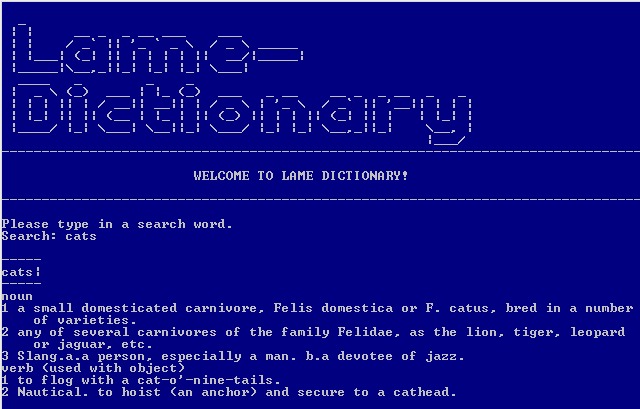 Lame-
Dictionary
WELCOME TO LAME DICTIONARY!
Please type in a search word.
Search: cats
-----
cats¦
-----
noun
1 a small domesticated carnivore, Felis domestica or F. catus, bred in a number
of varieties.
2 any of several carnivores of the family Felidae, as the lion, tiger, leopard
or jaguar, etc.
3 Slang.a.a person, especially a man. b.a devotee of jazz.
verb (used with object)
1 to flog with a cat-o'-nine-tails.
2 Nautical. to hoist (an anchor) and secure to a cathead.